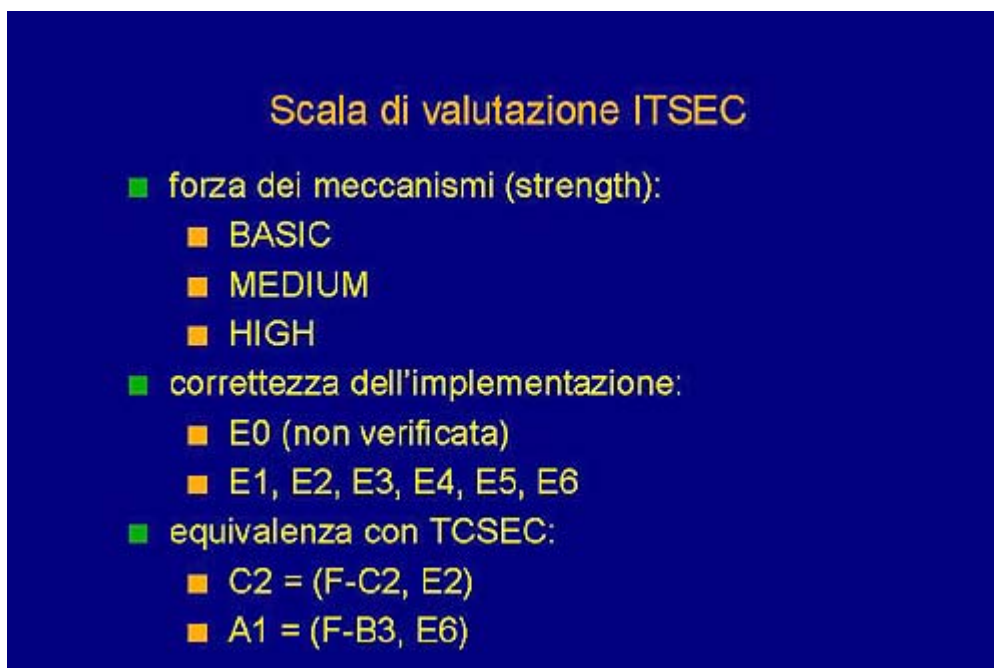 Scala di valutazione ITSEC
forza dei meccanismi (strength):
BASIC
MEDIUM
HIGH
correttezza dell'implementazione:
E0 (non verificata)
E1, E2, E3, E4, E5, E6
equivalenza con TCSEC:
C2 = (F-C2, E2)
A1 = (F-B3, E6)